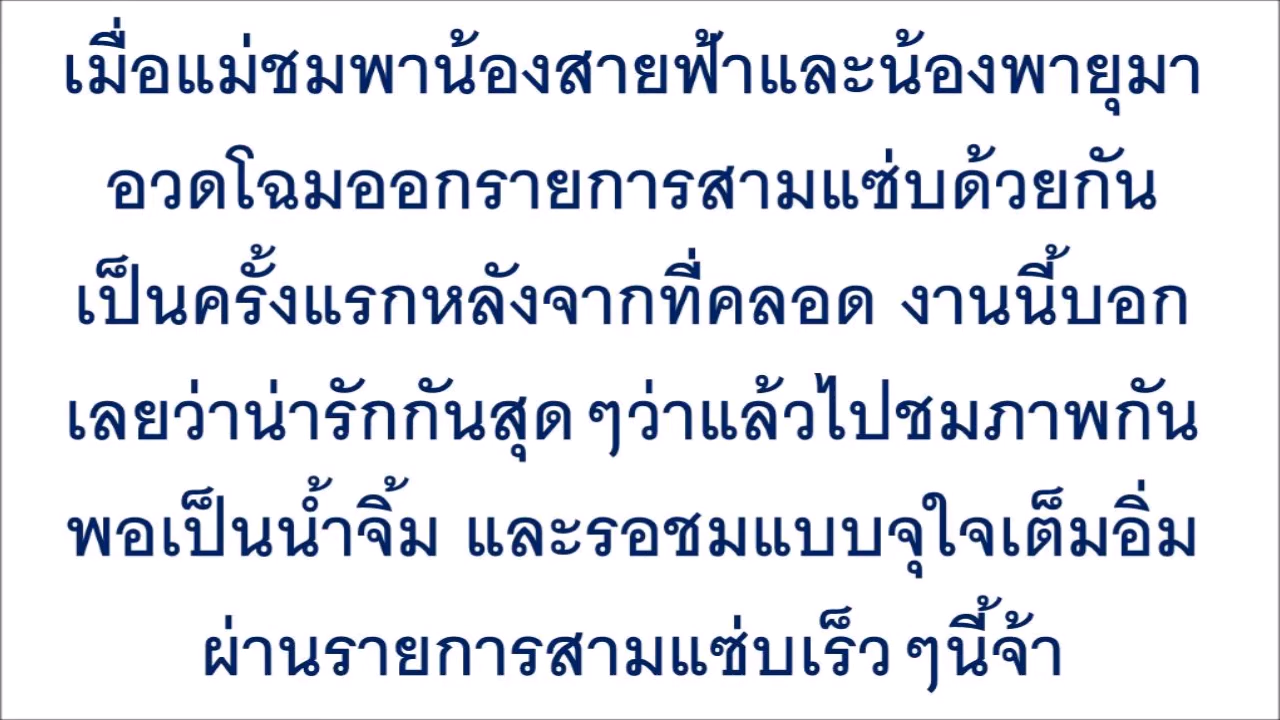 เมื่อแม่ชมพาน้องสายฟ้าและน้องพายุมา
อวดโฉมออกรายการสามแซ่บด้วยกัน
เป็นครั้งแรกหลังจากที่คลอด งานนี้บอก
เลยว่าน่ารักกันสุดๆว่าแล้วไปชมภาพกัน
พอเป็นน้ำจิ้ม และรอชมแบบจุใจเต็มอิ่ม
ผ่านรายการสามแซ่บเร็วๆนี้จ้า